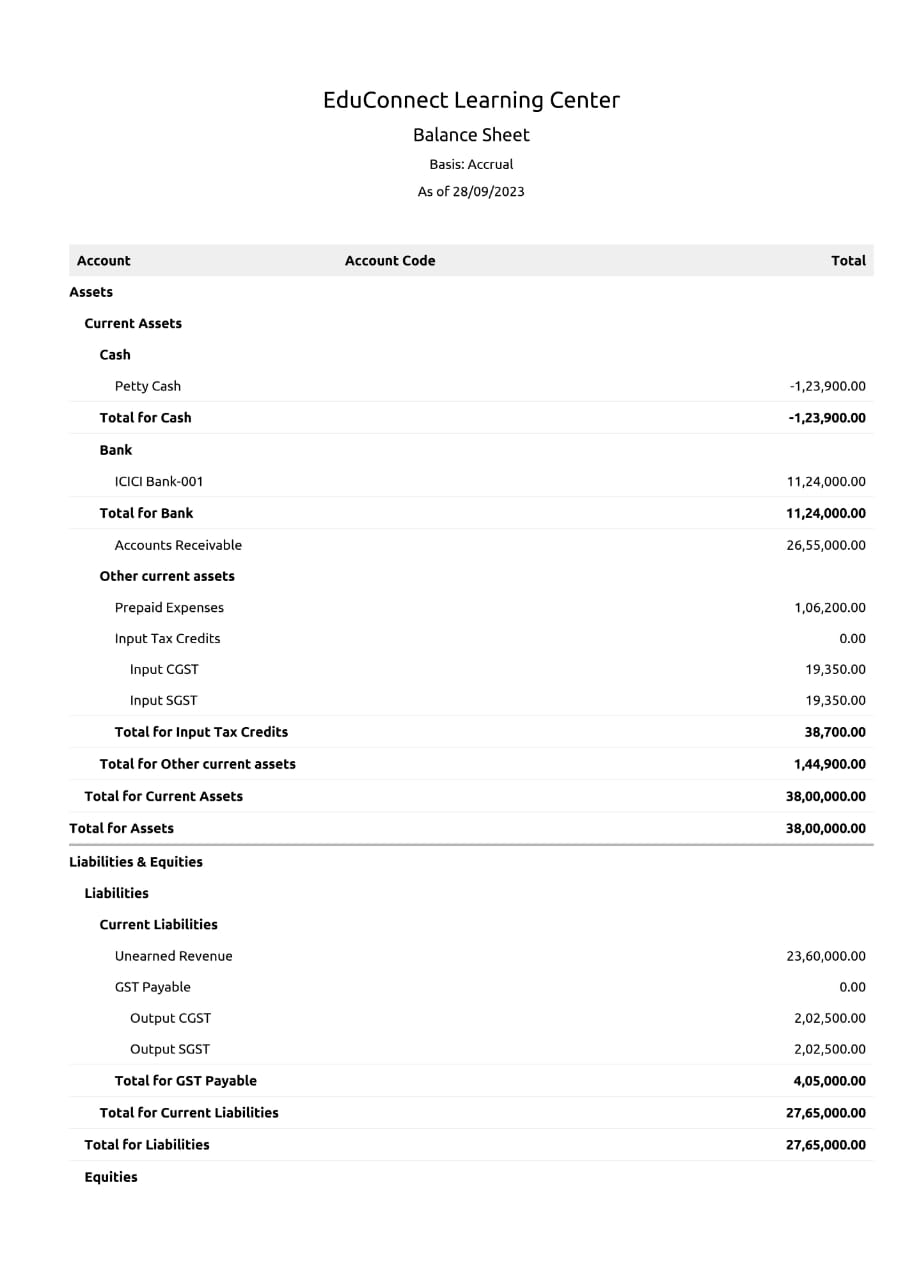 EduConnect Learning Center
Balance Sheet
Basis: Accrual
As of 28/09/2023
Account Account Code Total
Assets
Current Assets
Cash
Petty Cash -1,23,900.00
Total for Cash -1,23,900.00
Bank
ICICI Bank-001 11,24,000.00
Total for Bank 11,24,000.00
Accounts Receivable 26,55,000.00
Other current assets
Prepaid Expenses 1,06,200.00
Input Tax Credits 0.00
Input CGST 19,350.00
Input SGST 19,350.00
Total for Input Tax Credits 38,700.00
Total for Other current assets 1,44,900.00
Total for Current Assets 38,00,000.00
Total for Assets 38,00,000.00
Liabilities & Equities
Liabilities
Current Liabilities
Unearned Revenue 23,60,000.00
GST Payable 0.00
Output CGST 2,02,500.00
Output SGST 2,02,500.00
Total for GST Payable 4,05,000.00
Total for Current Liabilities 27,65,000.00
Total for Liabilities 27,65,000.00
Equities